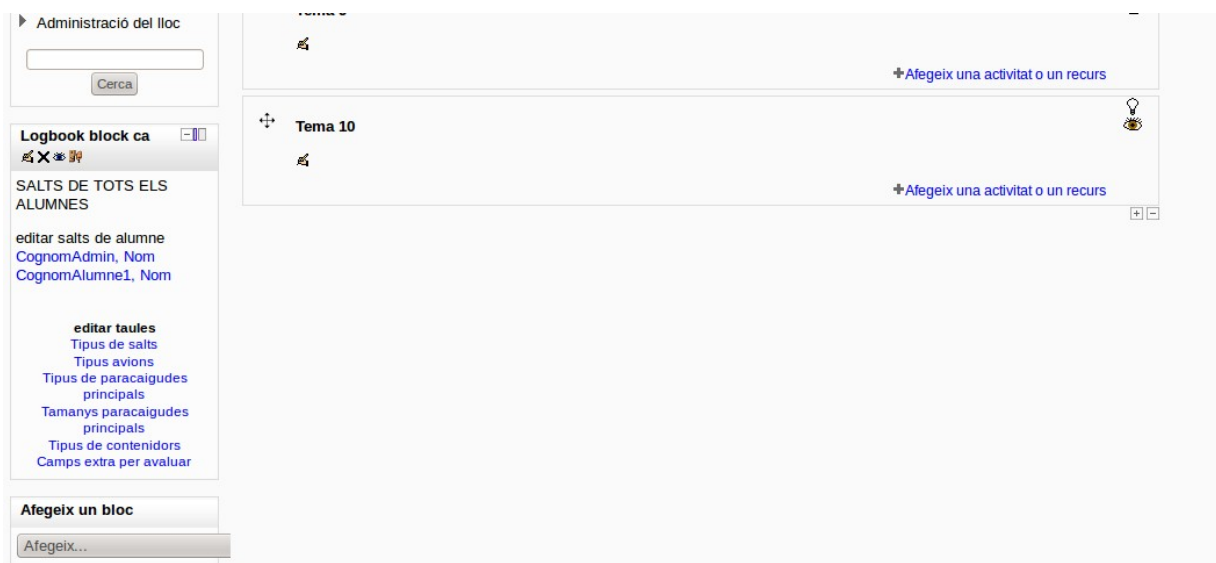 Administració del lloc
Cerca
Logbook block ca
SALTS DE TOTS ELS
ALUMNES
editar salts de alumne
CognomAdmin, Nom
CognomAlumne1, Nom
editar taules
Tipus de salts
Tipus avions
Tipus de paracaigudes
principals
Tamanys paracaigudes
principals
Tipus de contenidors
Camps extra per avaluar
Afegeix un bloc
Afegeix...
Afegeix una activitat o un recurs
Tema 10
Afegeix una activitat o un recurs